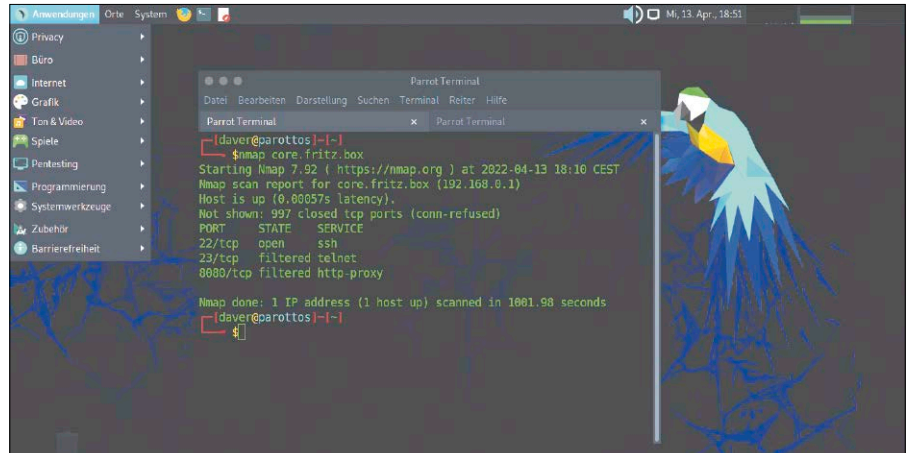 Anwendungen Orte System
Mi, 13. Apr., 18:51
Privacy
Büro
Internet
Grafik
Ton & Video
Spiele
Pentesting
Programmierung
Systemwerkzeuge
Zubehör
Barrierefreiheit
Parrot Terminal
Datei Bearbeiten Darstellung Suchen Terminal Reiter Hilfe
Parrot Terminal × Parrot Terminal ×
┌─[daver@parottos]─[~]
└──╼ $nmap core.fritz.box
Starting Nmap 7.92 ( https://nmap.org ) at 2022-04-13 18:10 CEST
Nmap scan report for core.fritz.box (192.168.0.1)
Host is up (0.00057s latency).
Not shown: 997 closed tcp ports (conn-refused)
PORT STATE SERVICE
22/tcp open ssh
23/tcp filtered telnet
8080/tcp filtered http-proxy
Nmap done: 1 IP address (1 host up) scanned in 1001.98 seconds
┌─[daver@parottos]─[~]
└──╼ $